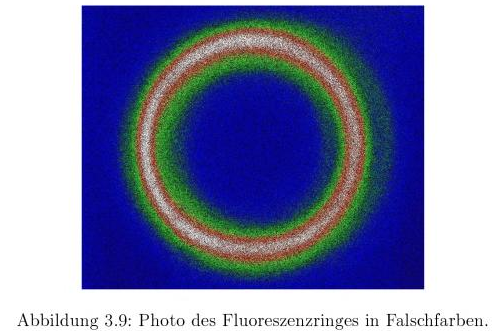 Abbildung 3.9: Photo des Fluoreszenzringes in Falschfarben.